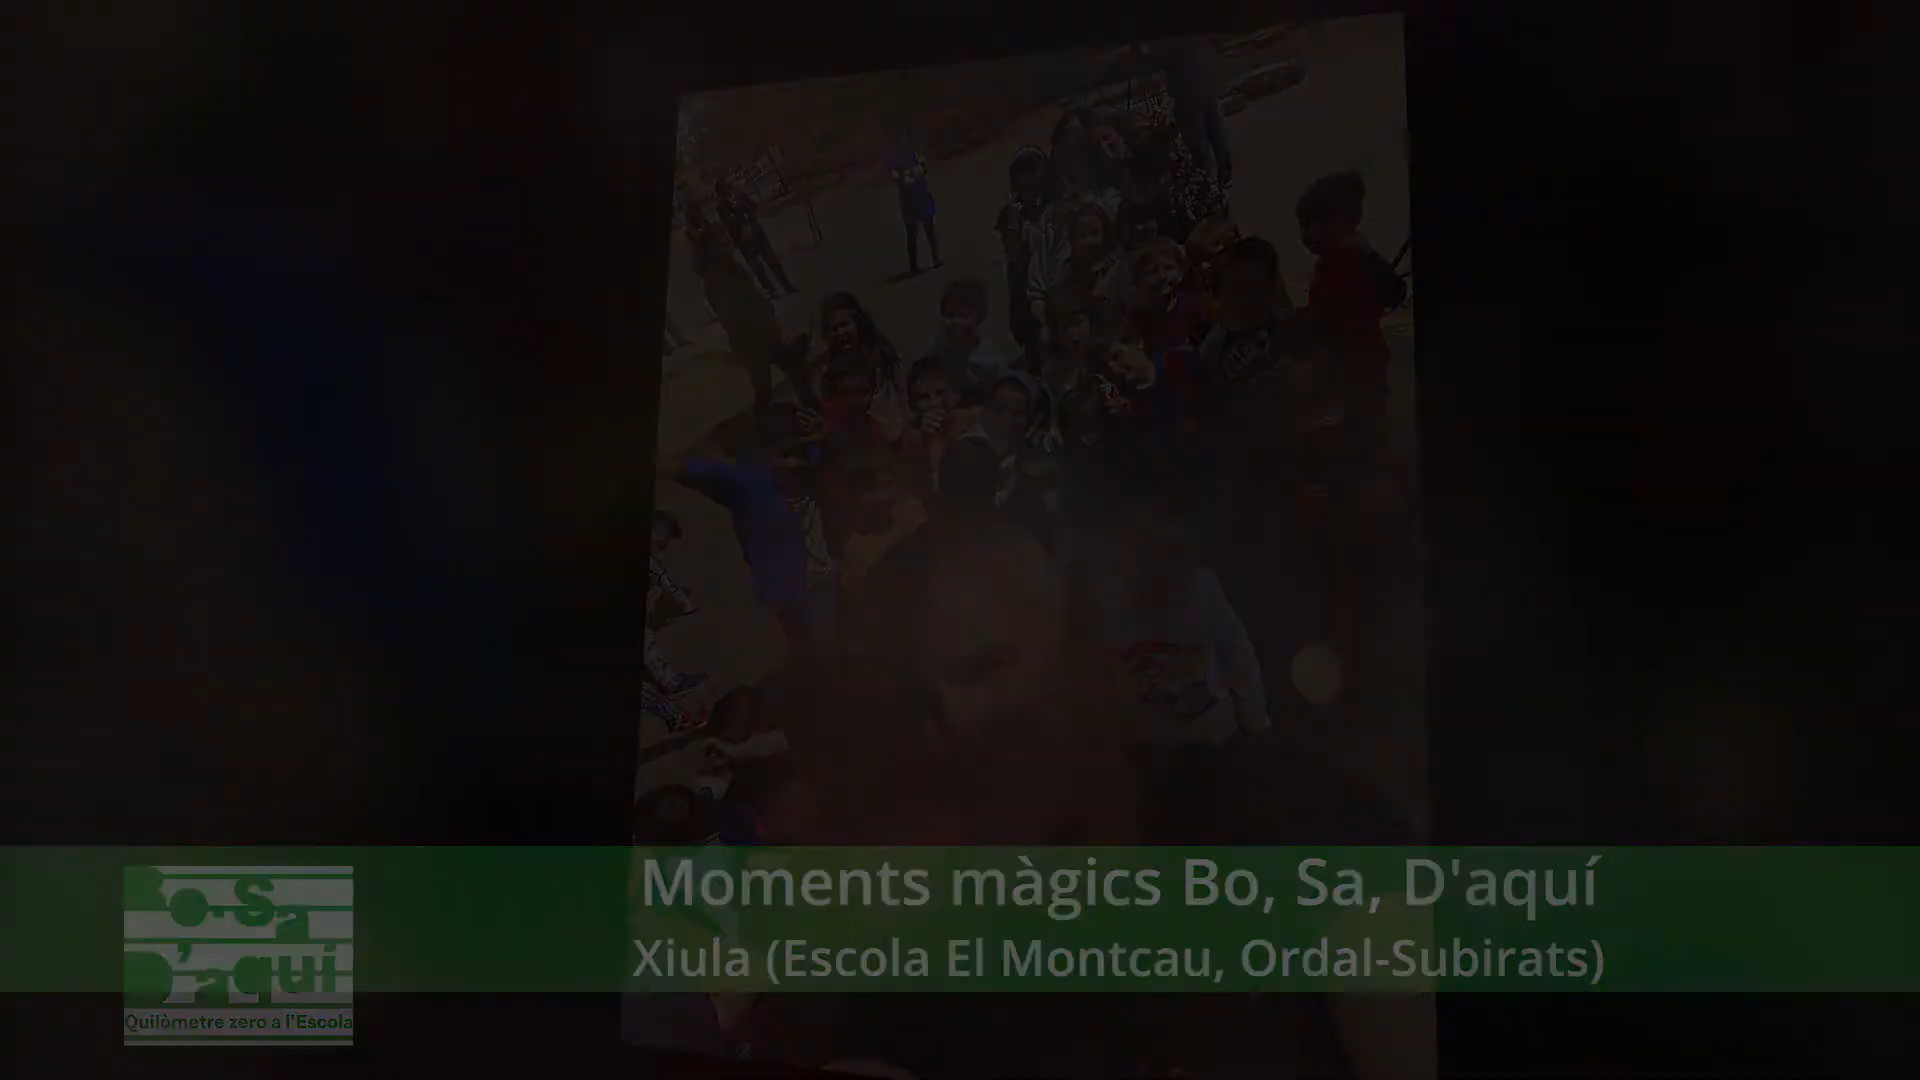 Moments màgics Bo, Sa, D'aquí
Xiula (Escola El Montcau, Ordal-Subirats)
Bo.Sa
D'aquí
Quilòmetre zero a l'Escola